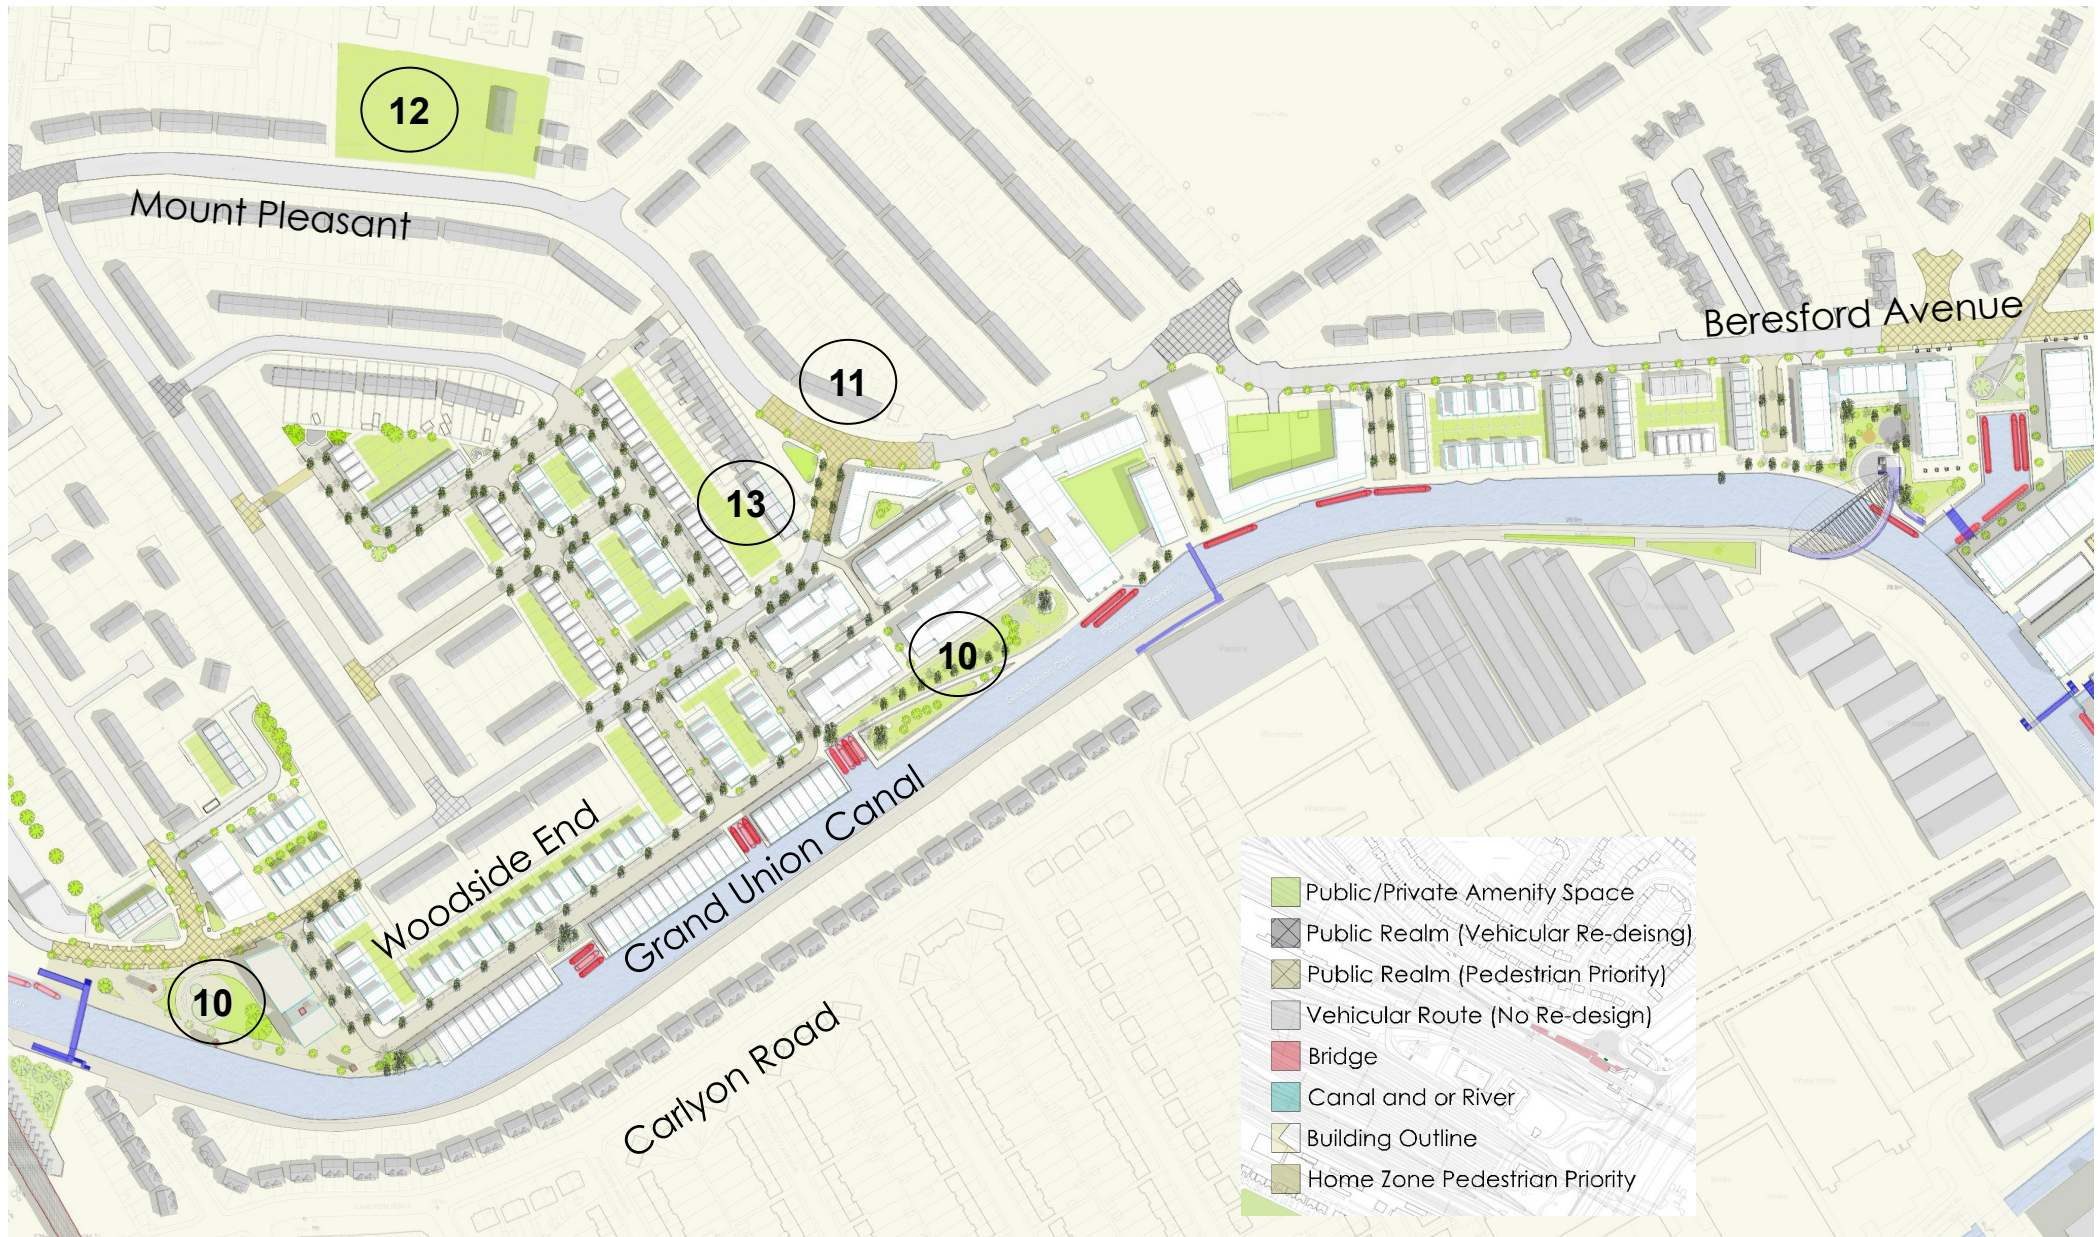 12
Mount Pleasant
11
Beresford Avenue
13
10
Woodside End
Grand Union Canal
10
Carlyon Road
Public/Private Amenity Space
Public Realm (Vehicular Re-deisng)
Public Realm (Pedestrian Priority)
Vehicular Route (No Re-design)
Bridge
Canal and or River
Building Outline
Home Zone Pedestrian Priority